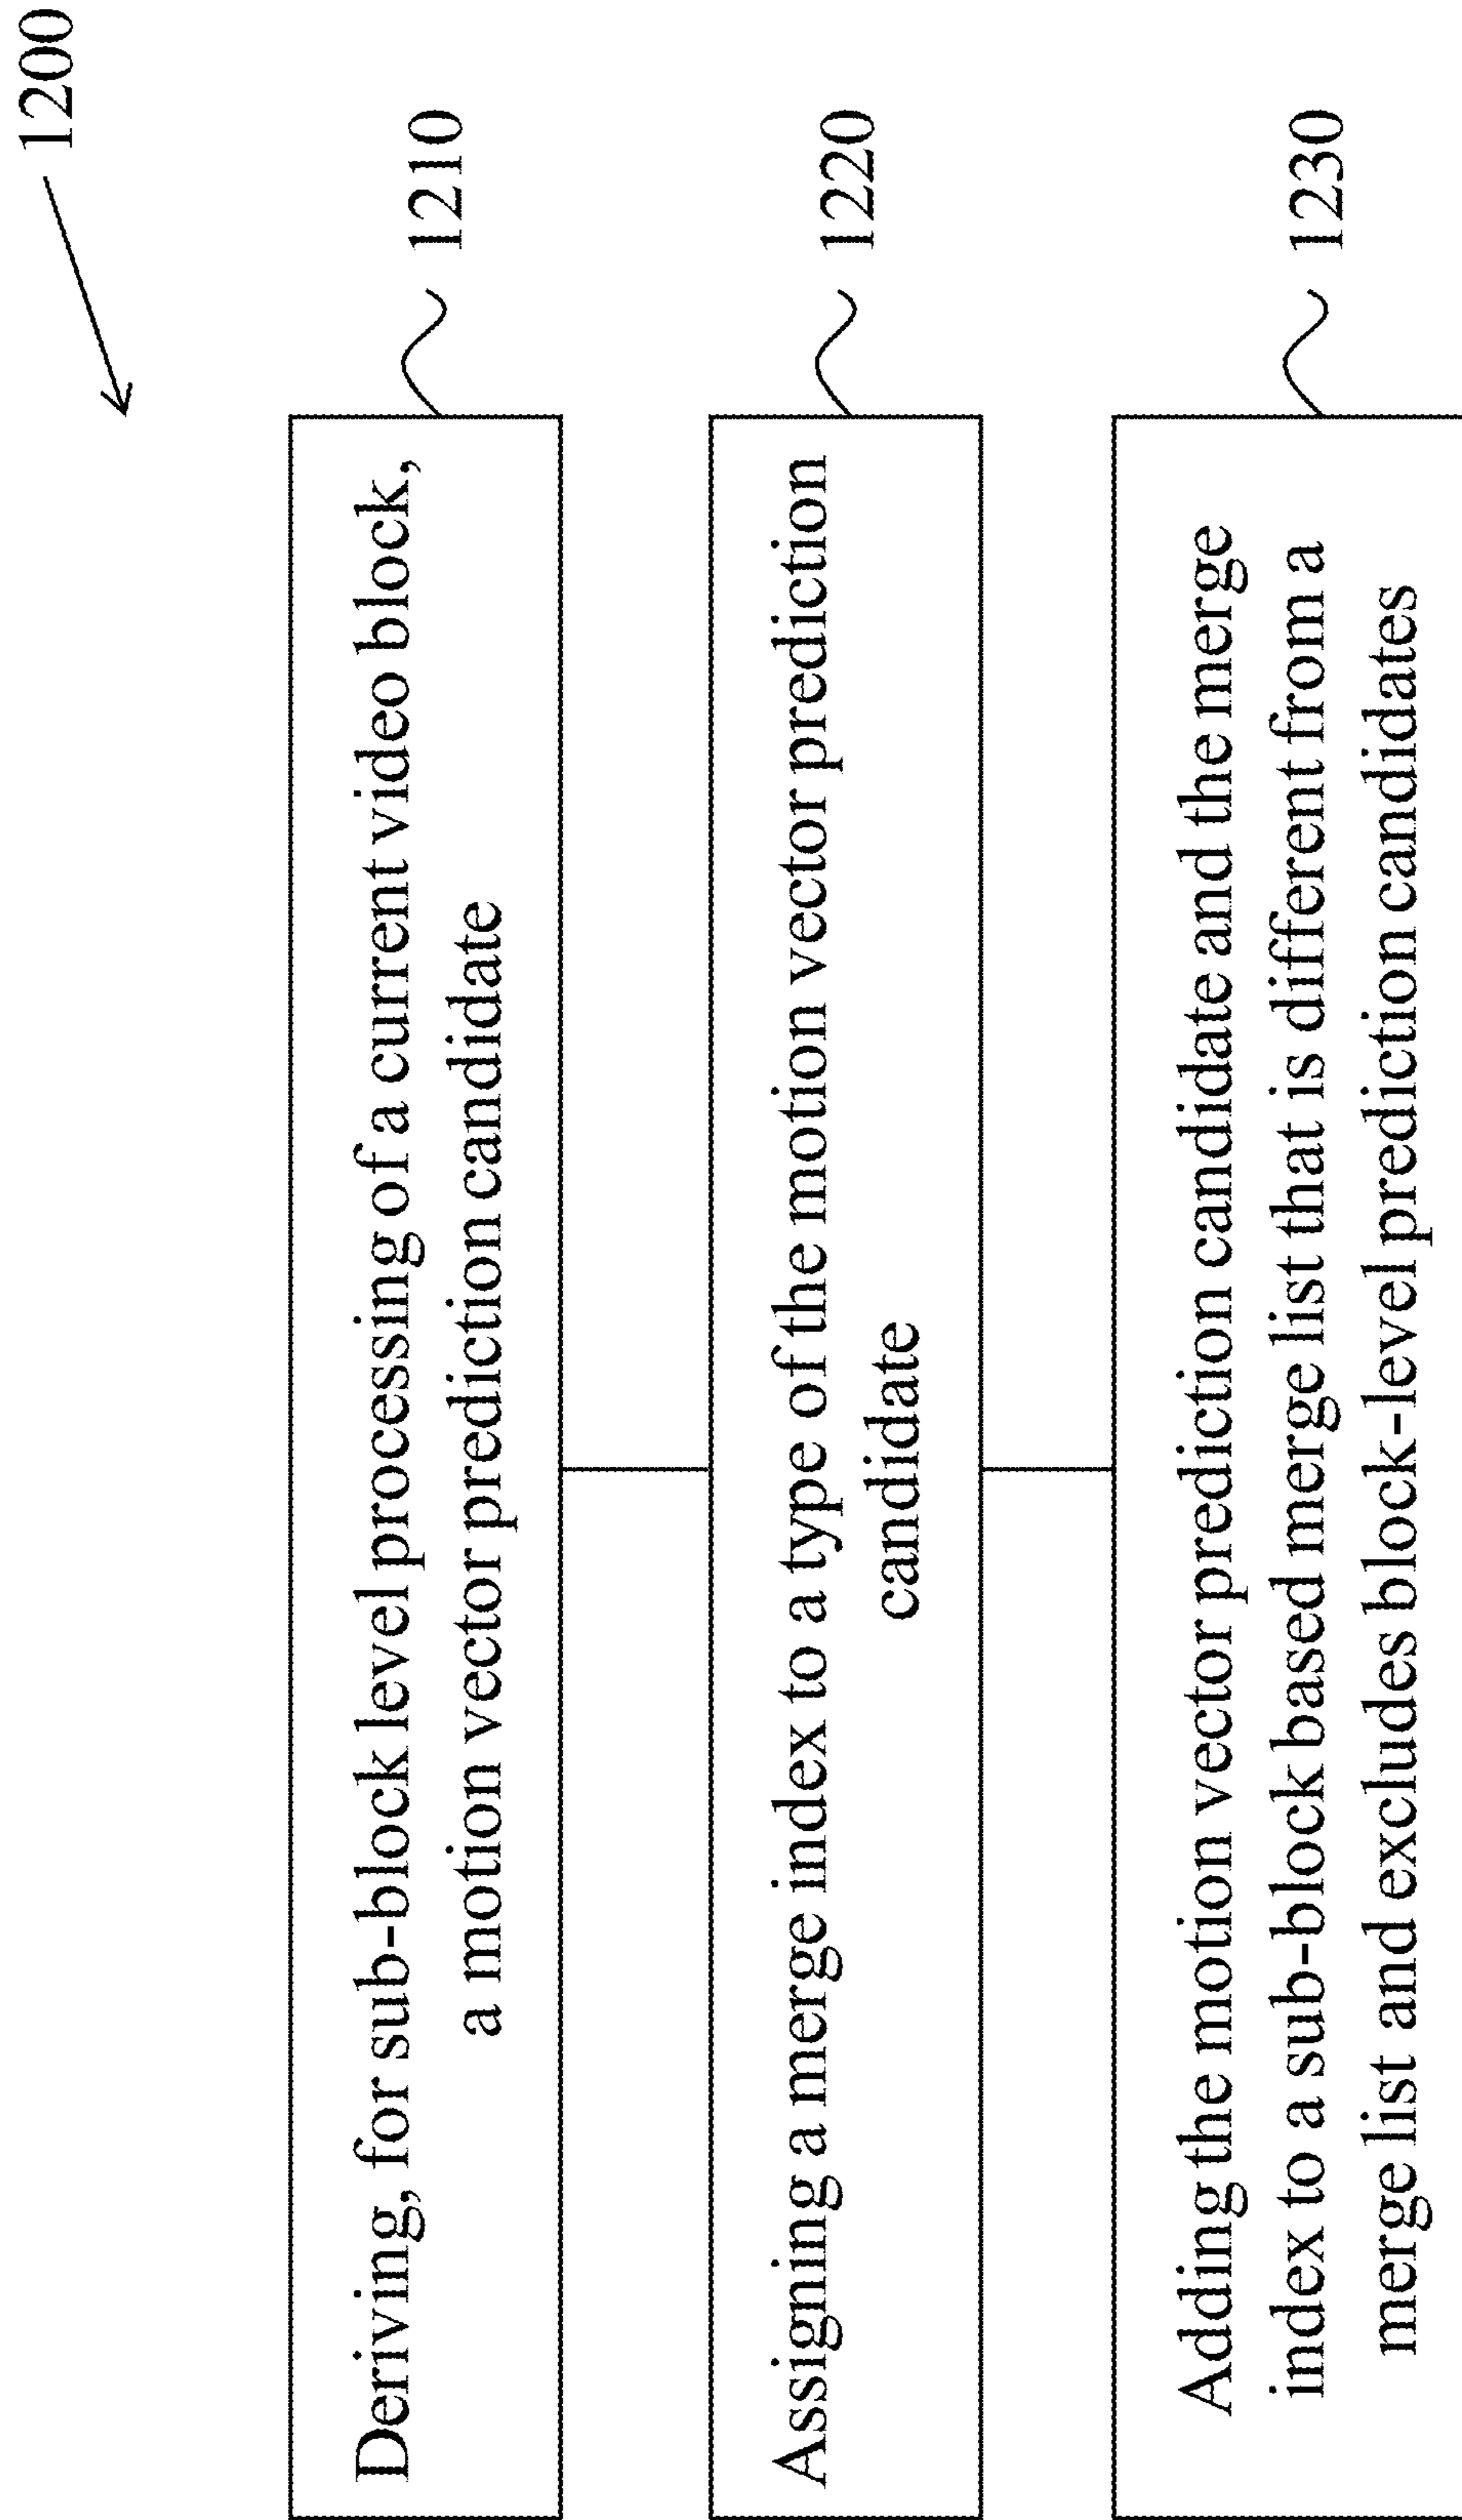 1200
Deriving, for sub-block level processing of a current video block,
a motion vector prediction candidate
1210
Assigning a merge index to a type of the motion vector prediction
candidate
1220
Adding the motion vector prediction candidate and the merge
index to a sub-block based merge list that is different from a
merge list and excludes block-level prediction candidates
1230